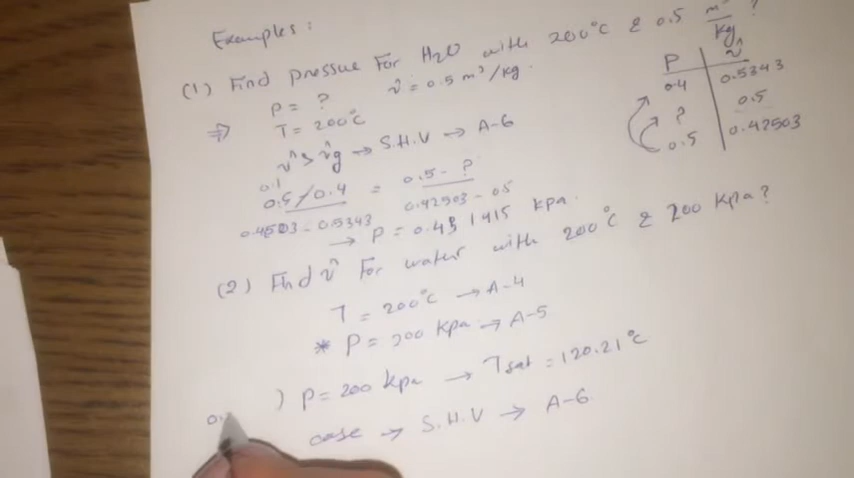 Examples:
(1) Find pressue For H2O with 200°C & 0.5 m³/kg ?
P = ? v̂ = 0.5 m³/kg.
⇒ T = 200°C
v̂ > v̂g → S.H.V → A-6
P | v̂
0.4 | 0.5343
? | 0.5
0.5 | 0.42503
0.1
0.5/0.4 = 0.5 - ?
0.42503 - 0.5343 0.42503 - 0.5
→ P = 1415 kpa.
(2) Find v̂ For water with 200°C & 200 kpa?
T = 200°C → A-4
* P = 200 kpa → A-5
) P = 200 kpa → Tsat = 120.21°C
0.
case → S.H.V → A-6